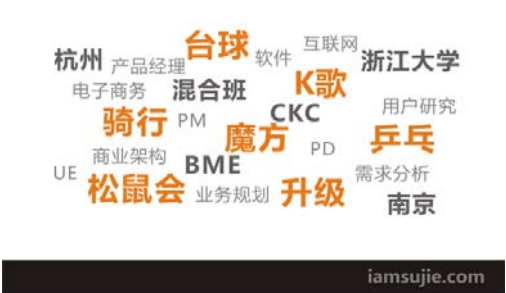 台球
互联网
杭州 产品经理 软件 浙江大学
电子商务 混合班 K歌
骑行 PM CKC 用户研究
魔方 PD 乒乓
商业架构 BME
UE 松鼠会 业务规划 升级 需求分析
南京
iamsujie.com